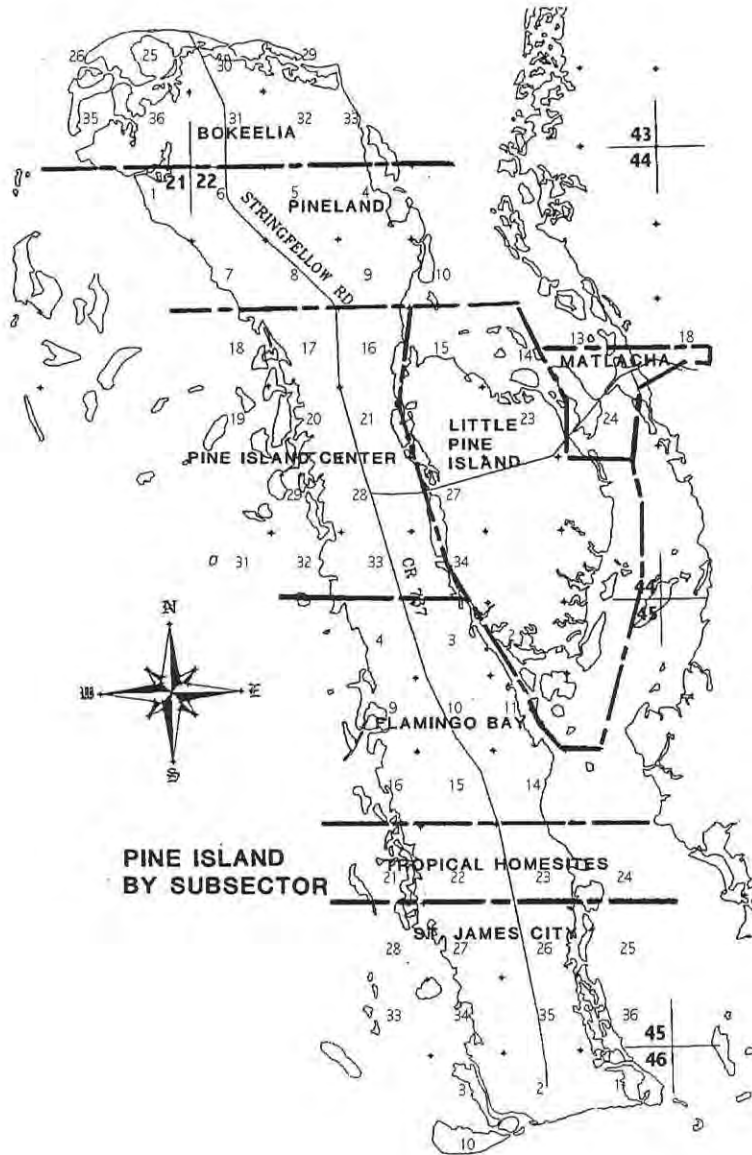 26 25 30 29
35 36 31 32 33
BOKEELIA
43
44
21 22
1 6 5 4
PINELAND
STRINGFELLOW RD
7 8 9 10
18 17 16 15 14 13 18
MATLACHA
19 20 21 23 24
LITTLE
PINE
ISLAND
PINE ISLAND CENTER
29 28 27
31 32 33 34
CR 767
44
45
N
W E
S
4 3 2
9 10 11
FLAMINGO BAY
16 15 14
PINE ISLAND
BY SUBSECTOR
TROPICAL HOMESITES
21 22 23 24
ST. JAMES CITY
28 27 26 25
33 34 35 36
45
46
3 2 1
10